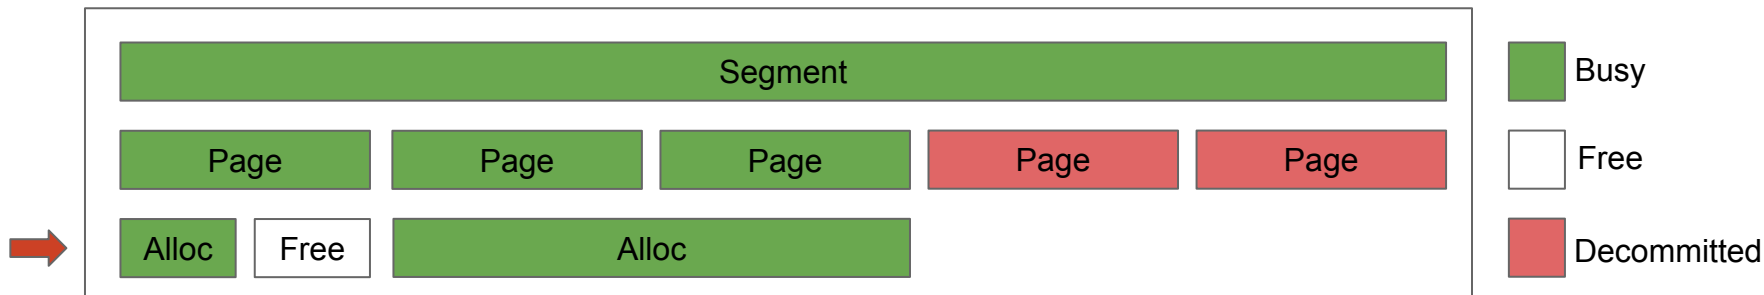 Segment
Busy
Page Page Page Page Page
Free
Alloc Free Alloc
Decommitted